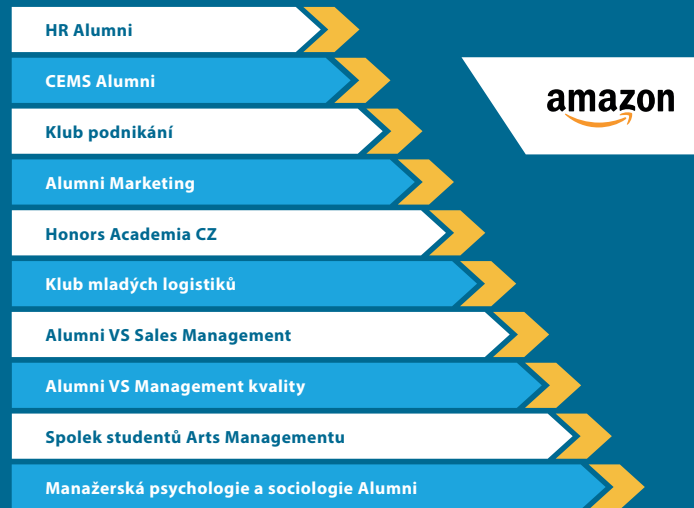 HR Alumni
CEMS Alumni
amazon
Klub podnikání
Alumni Marketing
Honors Academia CZ
Klub mladých logistiků
Alumni VS Sales Management
Alumni VS Management kvality
Spolek studentů Arts Managementu
Manažerská psychologie a sociologie Alumni